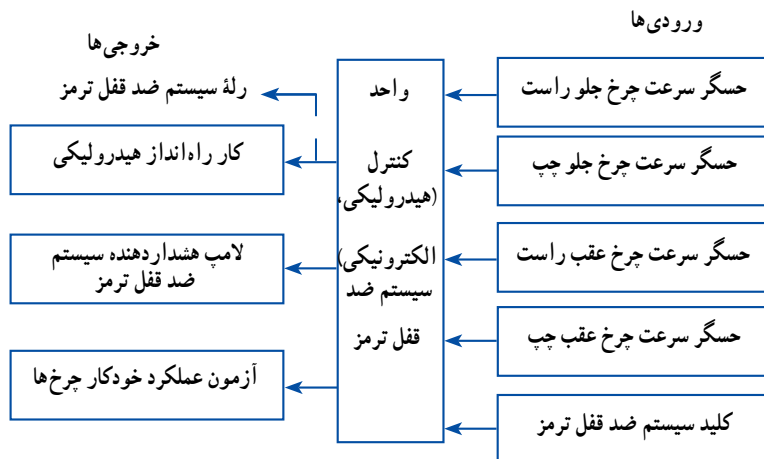 ورودی‌ها
حسگر سرعت چرخ جلو راست
حسگر سرعت چرخ جلو چپ
حسگر سرعت چرخ عقب راست
حسگر سرعت چرخ عقب چپ
کلید سیستم ضد قفل ترمز
واحد
کنترل
(هیدرولیکی،
الکترونیکی)
سیستم ضد
قفل ترمز
خروجی‌ها
رلهٔ سیستم ضد قفل ترمز
کار راه‌انداز هیدرولیکی
لامپ هشداردهنده سیستم
ضد قفل ترمز
آزمون عملکرد خودکار چرخ‌ها